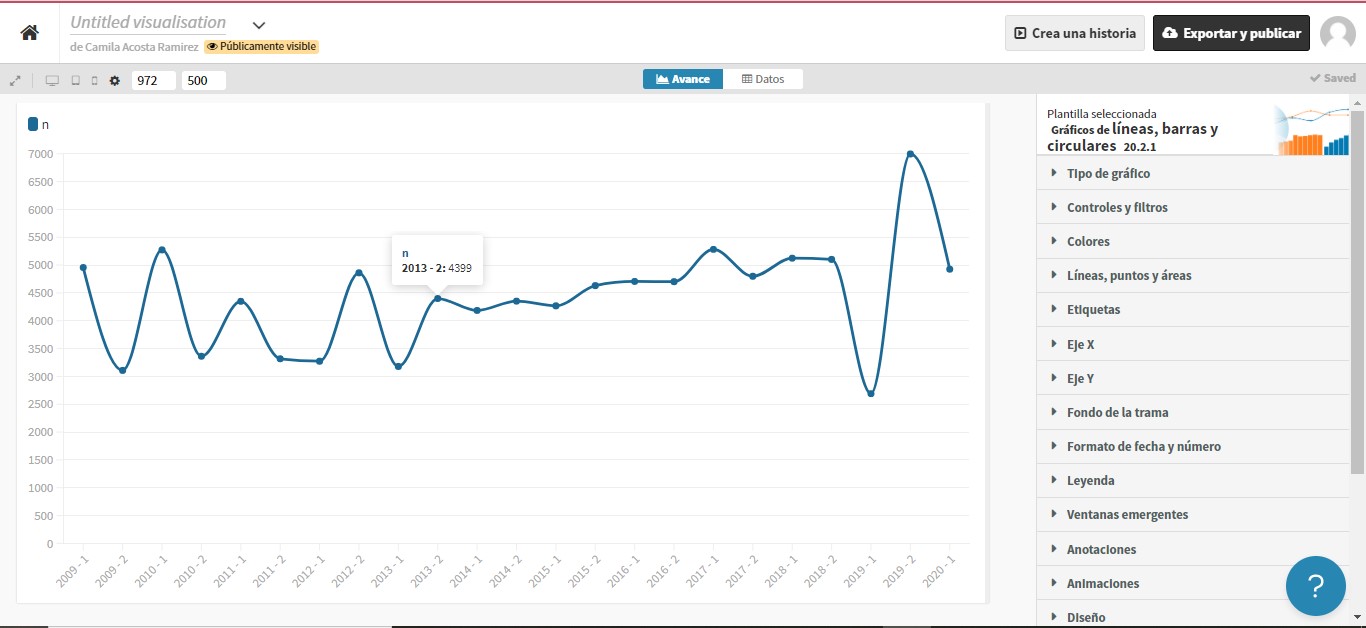 Untitled visualisation
de Camila Acosta Ramirez Públicamente visible
Crea una historia
Exportar y publicar
972
500
Avance
Datos
Saved
n
7000
6500
6000
5500
5000
4500
4000
3500
3000
2500
2000
1500
1000
500
0
n
2013 - 2: 4399
2009 - 1
2009 - 2
2010 - 1
2010 - 2
2011 - 1
2011 - 2
2012 - 1
2012 - 2
2013 - 1
2013 - 2
2014 - 1
2014 - 2
2015 - 1
2015 - 2
2016 - 1
2016 - 2
2017 - 1
2017 - 2
2018 - 1
2018 - 2
2019 - 1
2019 - 2
2020 - 1
Plantilla seleccionada
Gráficos de líneas, barras y
circulares 20.2.1
Tipo de gráfico
Controles y filtros
Colores
Líneas, puntos y áreas
Etiquetas
Eje X
Eje Y
Fondo de la trama
Formato de fecha y número
Leyenda
Ventanas emergentes
Anotaciones
Animaciones
Diseño
?